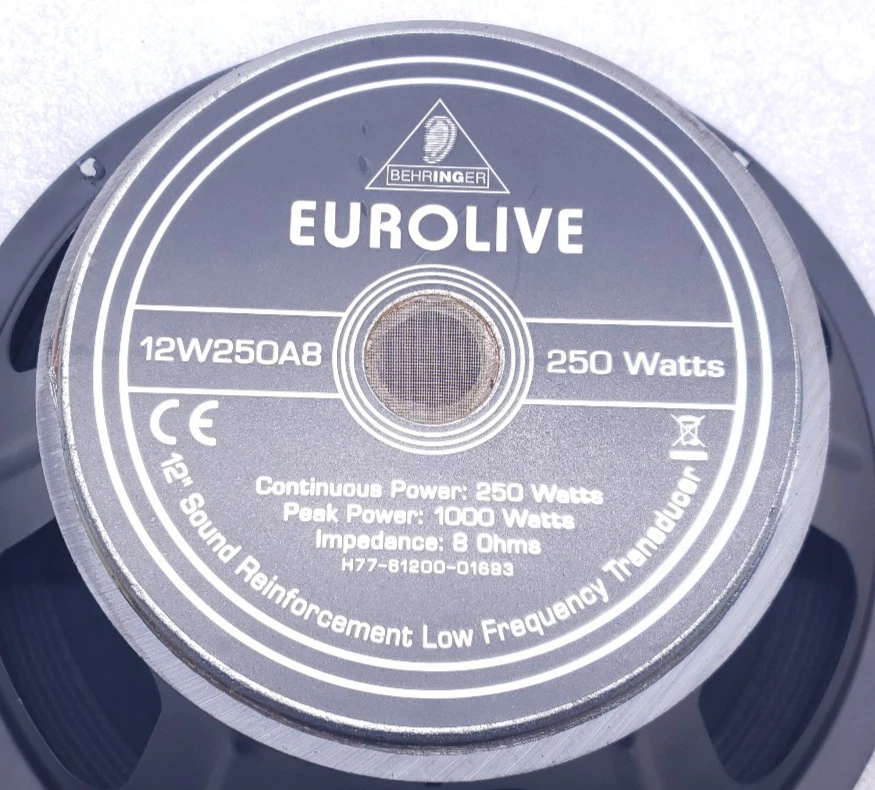 BEHRINGER
EUROLIVE
12W250A8
250 Watts
CE
Continuous Power: 250 Watts
Peak Power: 1000 Watts
Impedance: 8 Ohms
H77-61200-01693
12" Sound Reinforcement Low Frequency Transducer